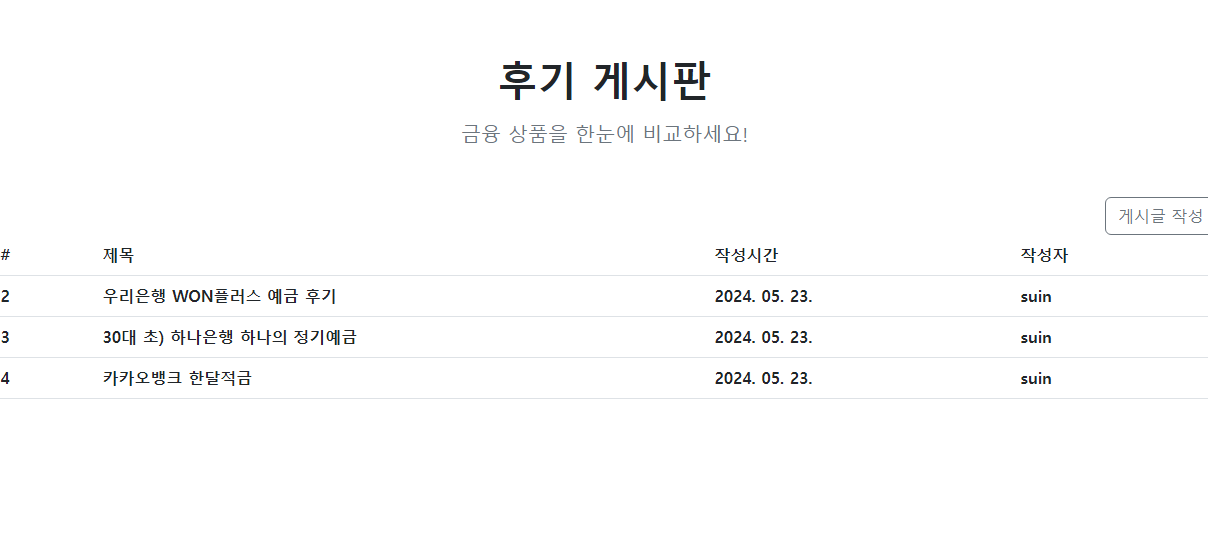 후기 게시판
금융 상품을 한눈에 비교하세요!
게시글 작성
# 제목 작성시간 작성자
2 우리은행 WON플러스 예금 후기 2024. 05. 23. suin
3 30대 초) 하나은행 하나의 정기예금 2024. 05. 23. suin
4 카카오뱅크 한달적금 2024. 05. 23. suin